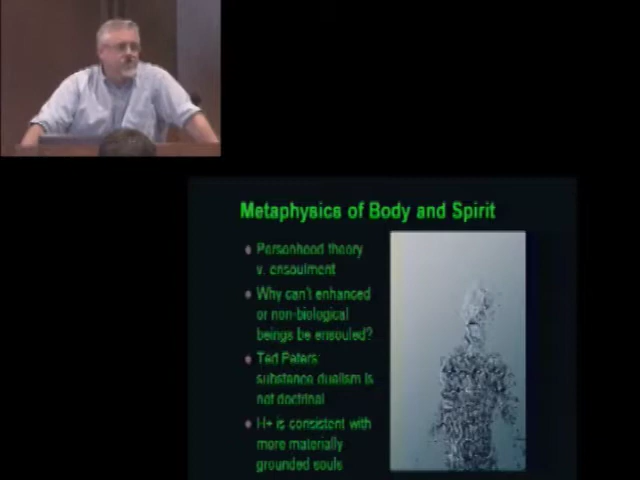 Metaphysics of Body and Spirit
Personhood theory
v. ensoulment
Why can't enhanced
or non-biological
beings be ensouled?
Ted Peters:
substance dualism is
not doctrinal
H+ is consistent with
more materially
grounded souls